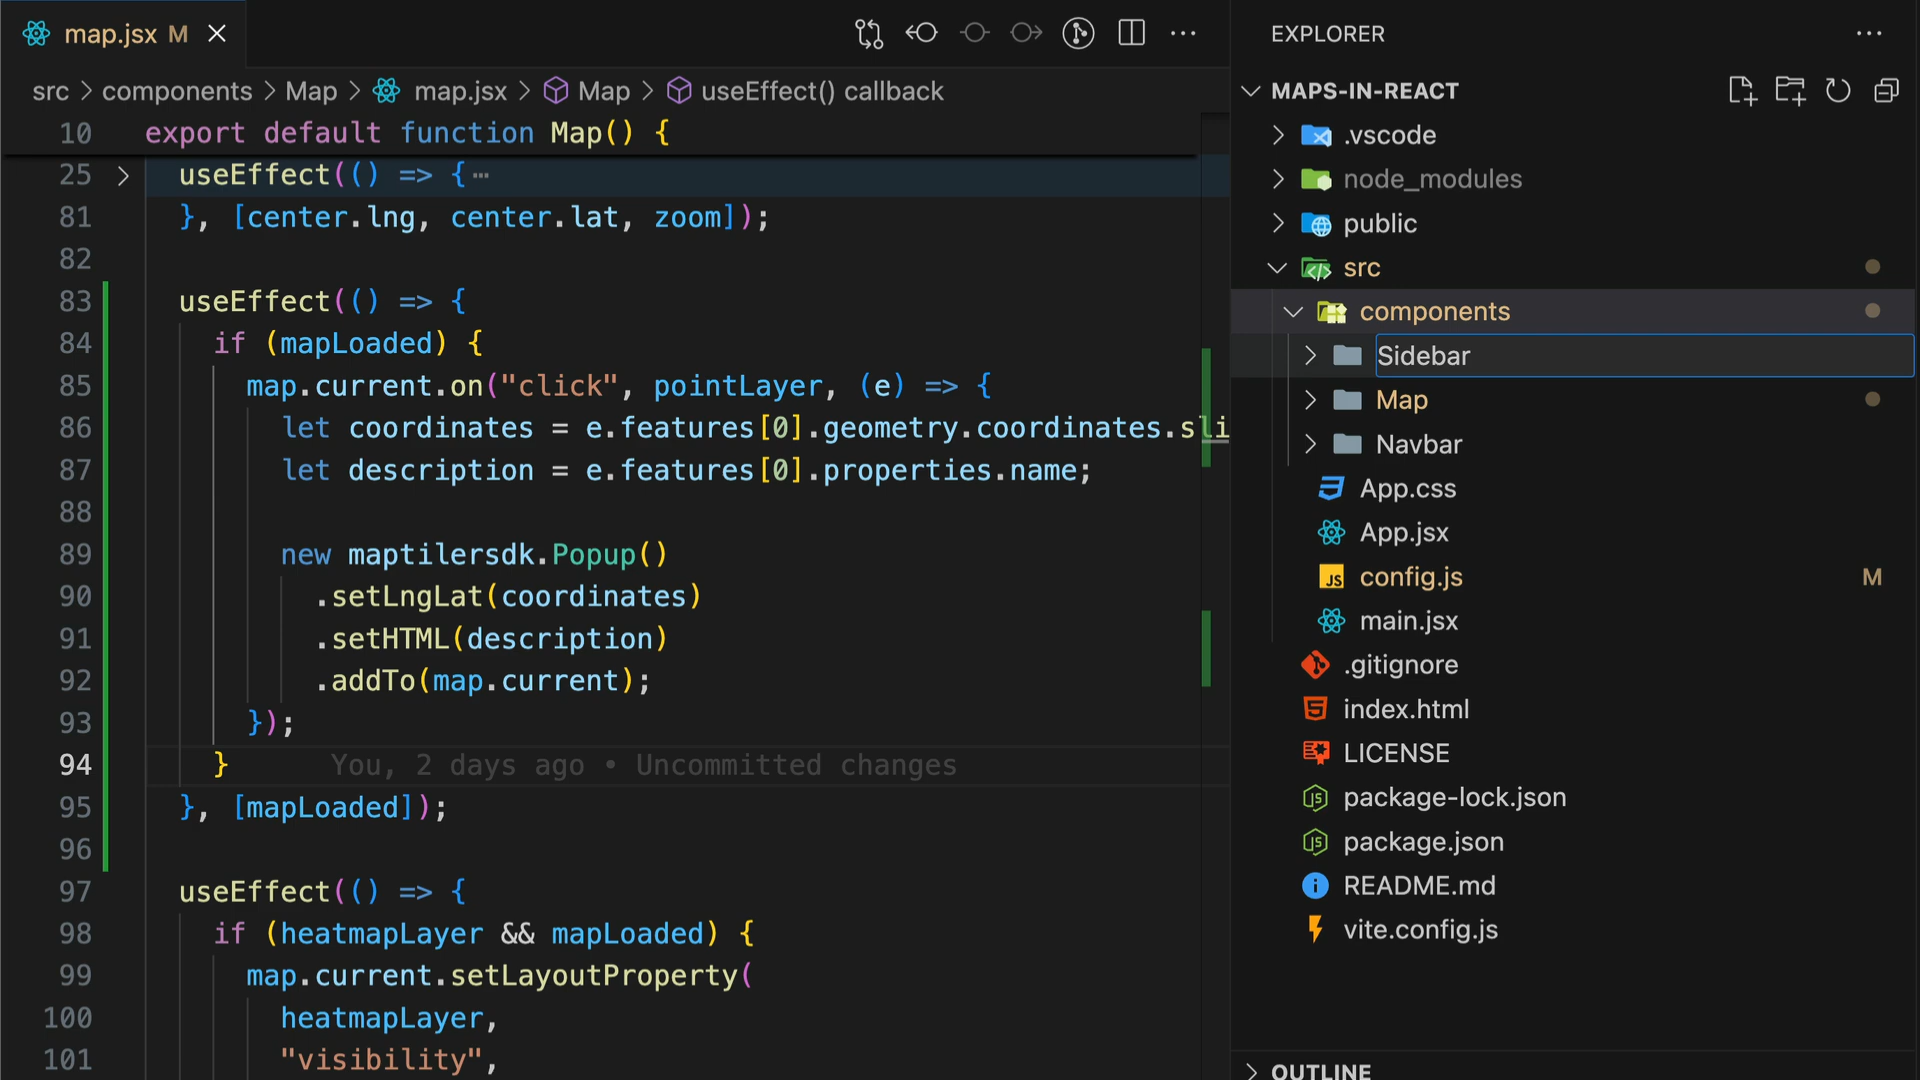 map.jsx M
src > components > Map > map.jsx > Map > useEffect() callback
10 export default function Map() {
25 useEffect(() => {···
81 }, [center.lng, center.lat, zoom]);
82
83 useEffect(() => {
84 if (mapLoaded) {
85 map.current.on("click", pointLayer, (e) => {
86 let coordinates = e.features[0].geometry.coordinates.sli
87 let description = e.features[0].properties.name;
88
89 new maptilersdk.Popup()
90 .setLngLat(coordinates)
91 .setHTML(description)
92 .addTo(map.current);
93 });
94 } You, 2 days ago • Uncommitted changes
95 }, [mapLoaded]);
96
97 useEffect(() => {
98 if (heatmapLayer && mapLoaded) {
99 map.current.setLayoutProperty(
100 heatmapLayer,
101 "visibility",
EXPLORER
MAPS-IN-REACT
.vscode
node_modules
public
src
components
Sidebar
Map
Navbar
App.css
App.jsx
JS config.js M
main.jsx
.gitignore
index.html
LICENSE
package-lock.json
package.json
README.md
vite.config.js
OUTLINE